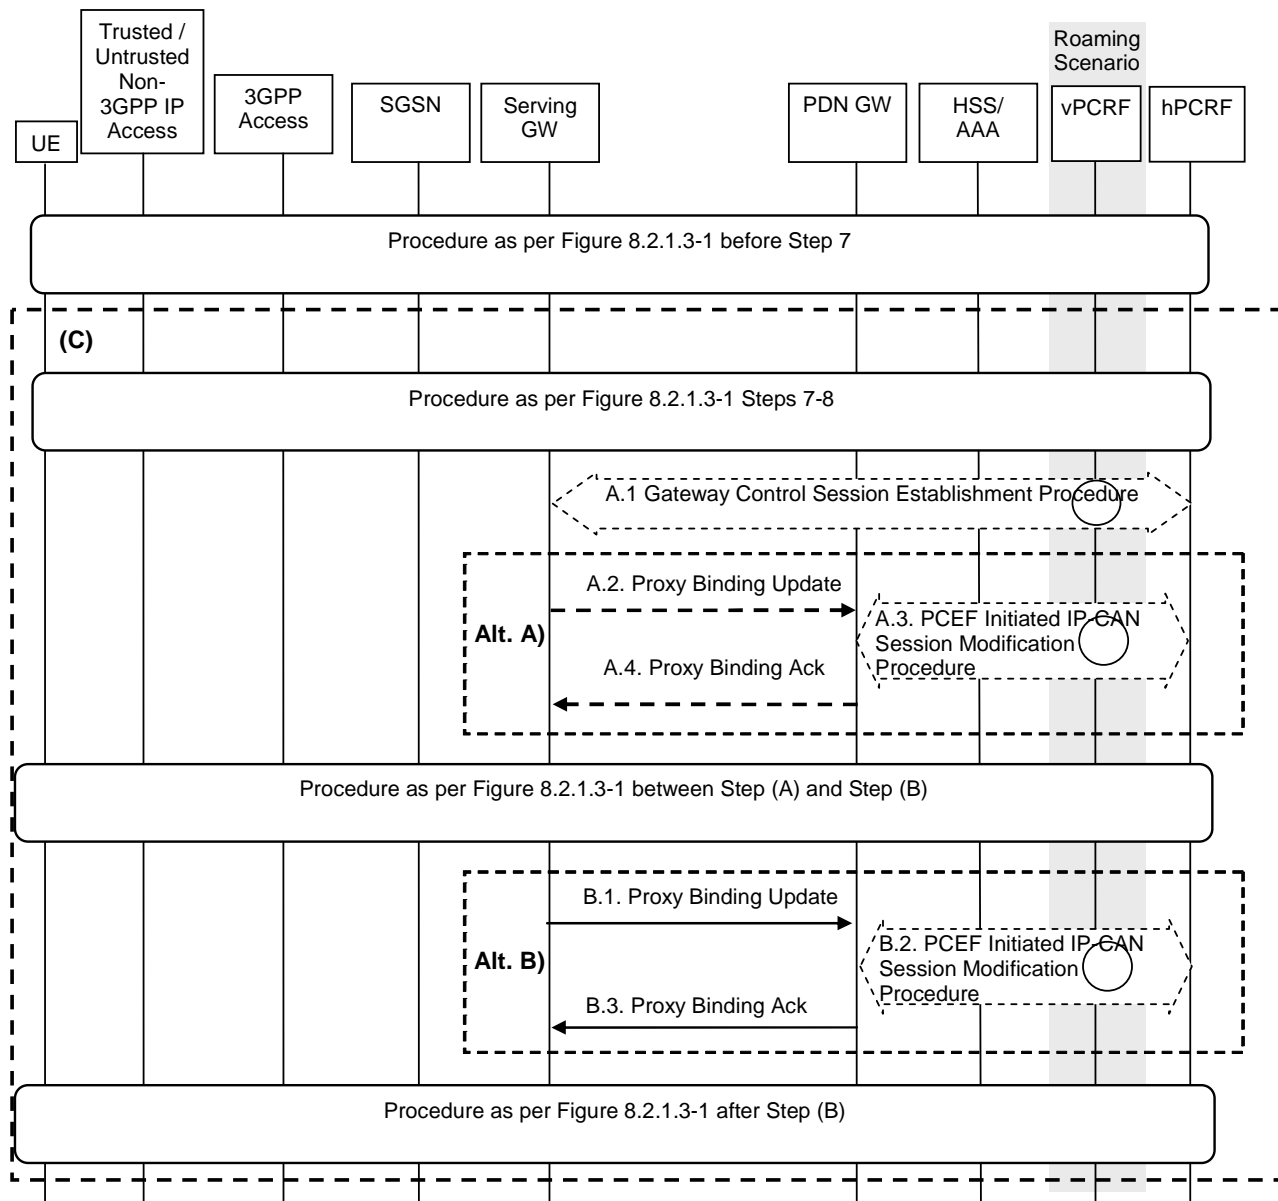 Trusted /
Untrusted
Non-
3GPP IP
Access
Roaming
Scenario
UE
3GPP
Access
SGSN
Serving
GW
PDN GW
HSS/
AAA
vPCRF
hPCRF
Procedure as per Figure 8.2.1.3-1 before Step 7
(C)
Procedure as per Figure 8.2.1.3-1 Steps 7-8
A.1 Gateway Control Session Establishment Procedure
Alt. A)
A.2. Proxy Binding Update
A.3. PCEF Initiated IP-CAN
Session Modification
Procedure
A.4. Proxy Binding Ack
Procedure as per Figure 8.2.1.3-1 between Step (A) and Step (B)
Alt. B)
B.1. Proxy Binding Update
B.2. PCEF Initiated IP-CAN
Session Modification
Procedure
B.3. Proxy Binding Ack
Procedure as per Figure 8.2.1.3-1 after Step (B)